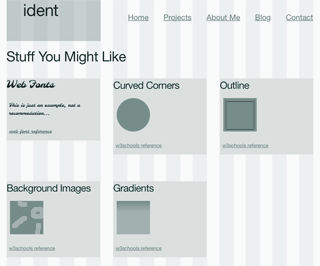 ident
Home Projects About Me Blog Contact
Stuff You Might Like
Web Fonts
This is just an example, not a
recommendation...
web font reference
Curved Corners
w3schools reference
Outline
w3schools reference
Background Images
w3schools reference
Gradients
w3schools reference